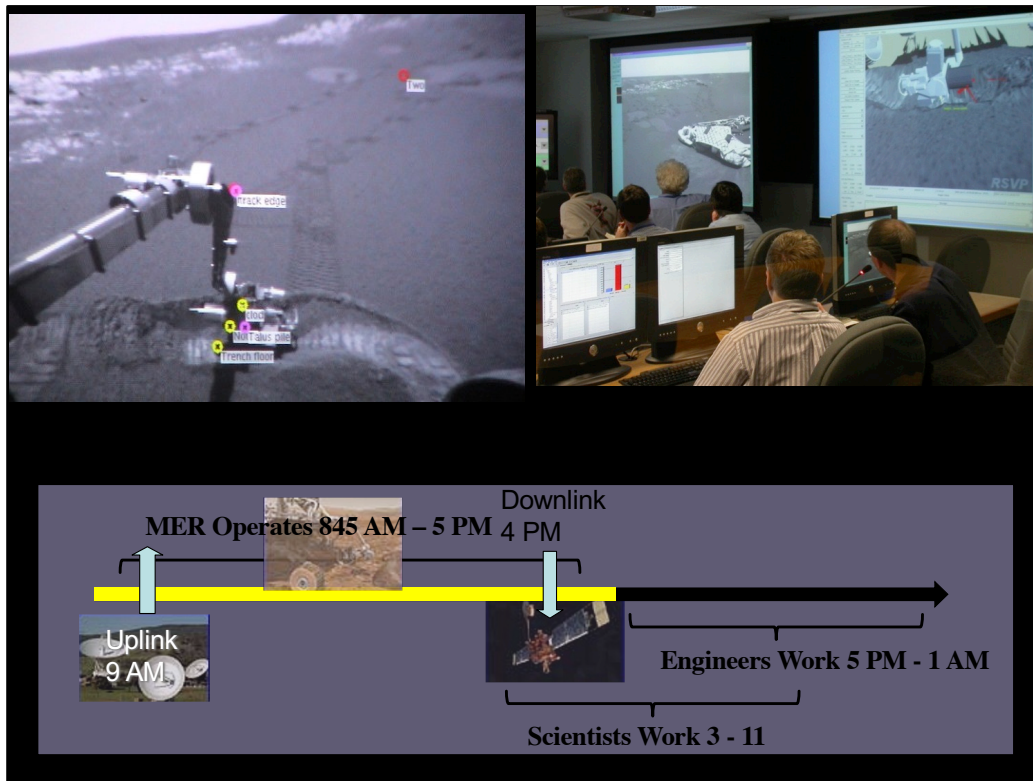 Two
track edge
clod
Talus pile
Trench floor
RSVP
Downlink
4 PM
MER Operates 845 AM – 5 PM
Uplink
9 AM
Engineers Work 5 PM - 1 AM
Scientists Work 3 - 11